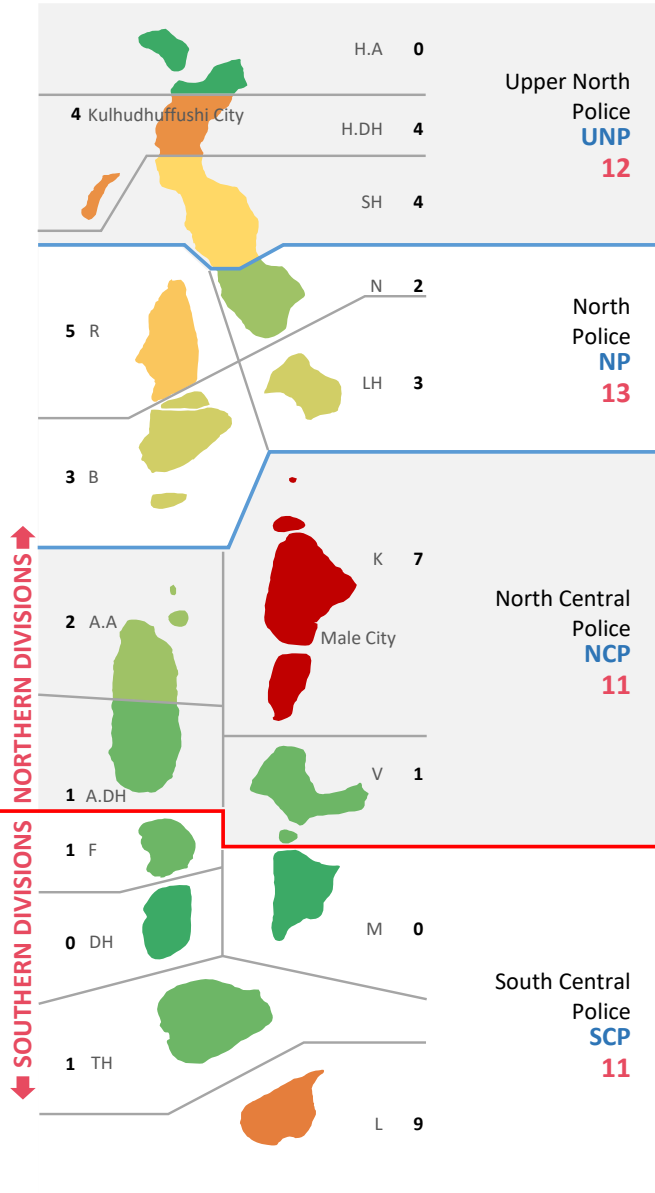 H.A 0
4 Kulhudhuffushi City
H.DH 4
SH 4
Upper North
Police
UNP
12
N 2
5 R
LH 3
3 B
North
Police
NP
13
K 7
Male City
2 A.A
1 A.DH
V 1
North Central
Police
NCP
11
NORTHERN DIVISIONS
SOUTHERN DIVISIONS
1 F
0 DH
M 0
1 TH
L 9
South Central
Police
SCP
11